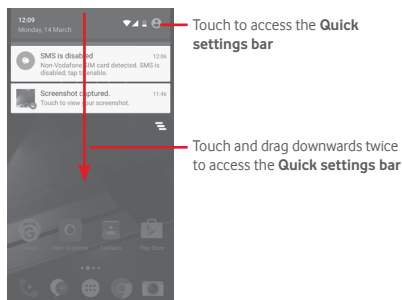 12:09
Monday, 14 March
SMS is disabled 12:06
Non-Vodafone SIM card detected. SMS is
disabled; tap to enable.
Screenshot captured. 11:46
Touch to view your screenshot.
Contacts
Play Store
Touch to access the Quick
settings bar
Touch and drag downwards twice
to access the Quick settings bar